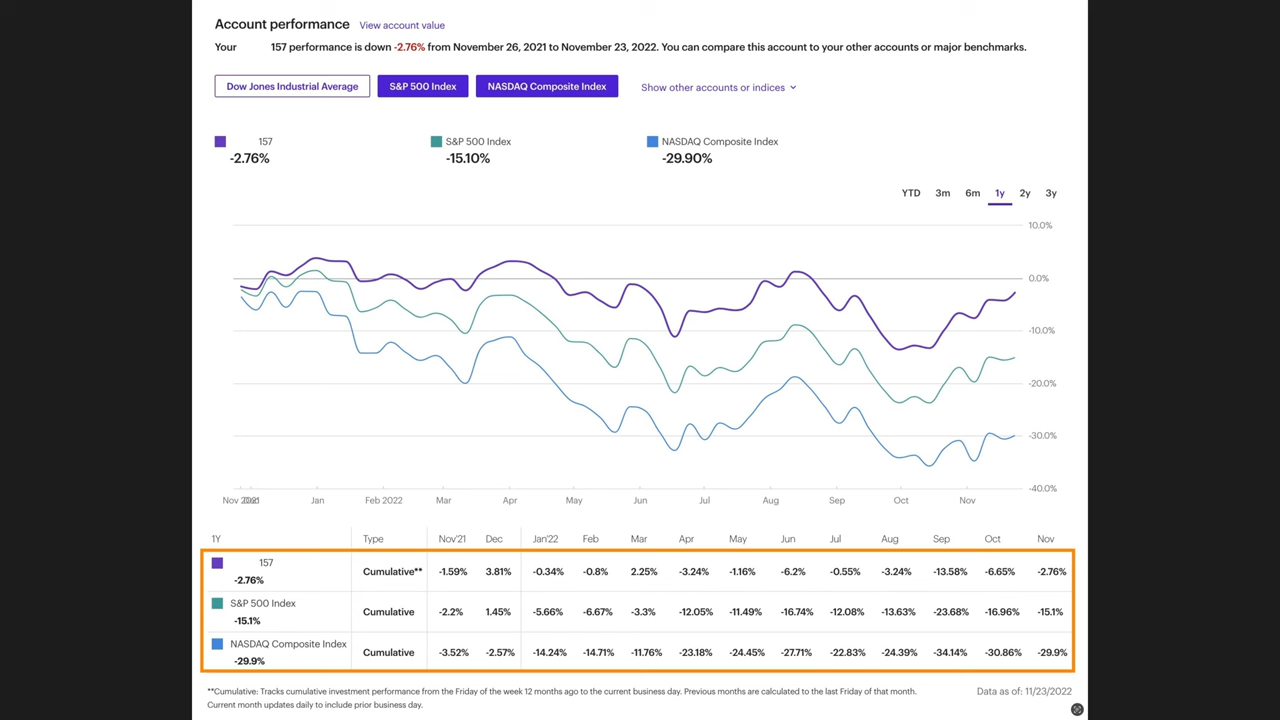 Account performance View account value
Your 157 performance is down -2.76% from November 26, 2021 to November 23, 2022. You can compare this account to your other accounts or major benchmarks.
Dow Jones Industrial Average S&P 500 Index NASDAQ Composite Index Show other accounts or indices
157 S&P 500 Index NASDAQ Composite Index
-2.76% -15.10% -29.90%
YTD 3m 6m 1y 2y 3y
10.0%
0.0%
-10.0%
-20.0%
-30.0%
-40.0%
Nov 2021 Jan Feb 2022 Mar Apr May Jun Jul Aug Sep Oct Nov
1Y Type Nov'21 Dec Jan'22 Feb Mar Apr May Jun Jul Aug Sep Oct Nov
157
-2.76% Cumulative** -1.59% 3.81% -0.34% -0.8% 2.25% -3.24% -1.16% -6.2% -0.55% -3.24% -13.58% -6.65% -2.76%
S&P 500 Index
-15.1% Cumulative -2.2% 1.45% -5.66% -6.67% -3.3% -12.05% -11.49% -16.74% -12.08% -13.63% -23.68% -16.96% -15.1%
NASDAQ Composite Index
-29.9% Cumulative -3.52% -2.57% -14.24% -14.71% -11.76% -23.18% -24.45% -27.71% -22.83% -24.39% -34.14% -30.86% -29.9%
**Cumulative: Tracks cumulative investment performance from the Friday of the week 12 months ago to the current business day. Previous months are calculated to the last Friday of that month. Data as of: 11/23/2022
Current month updates daily to include prior business day.